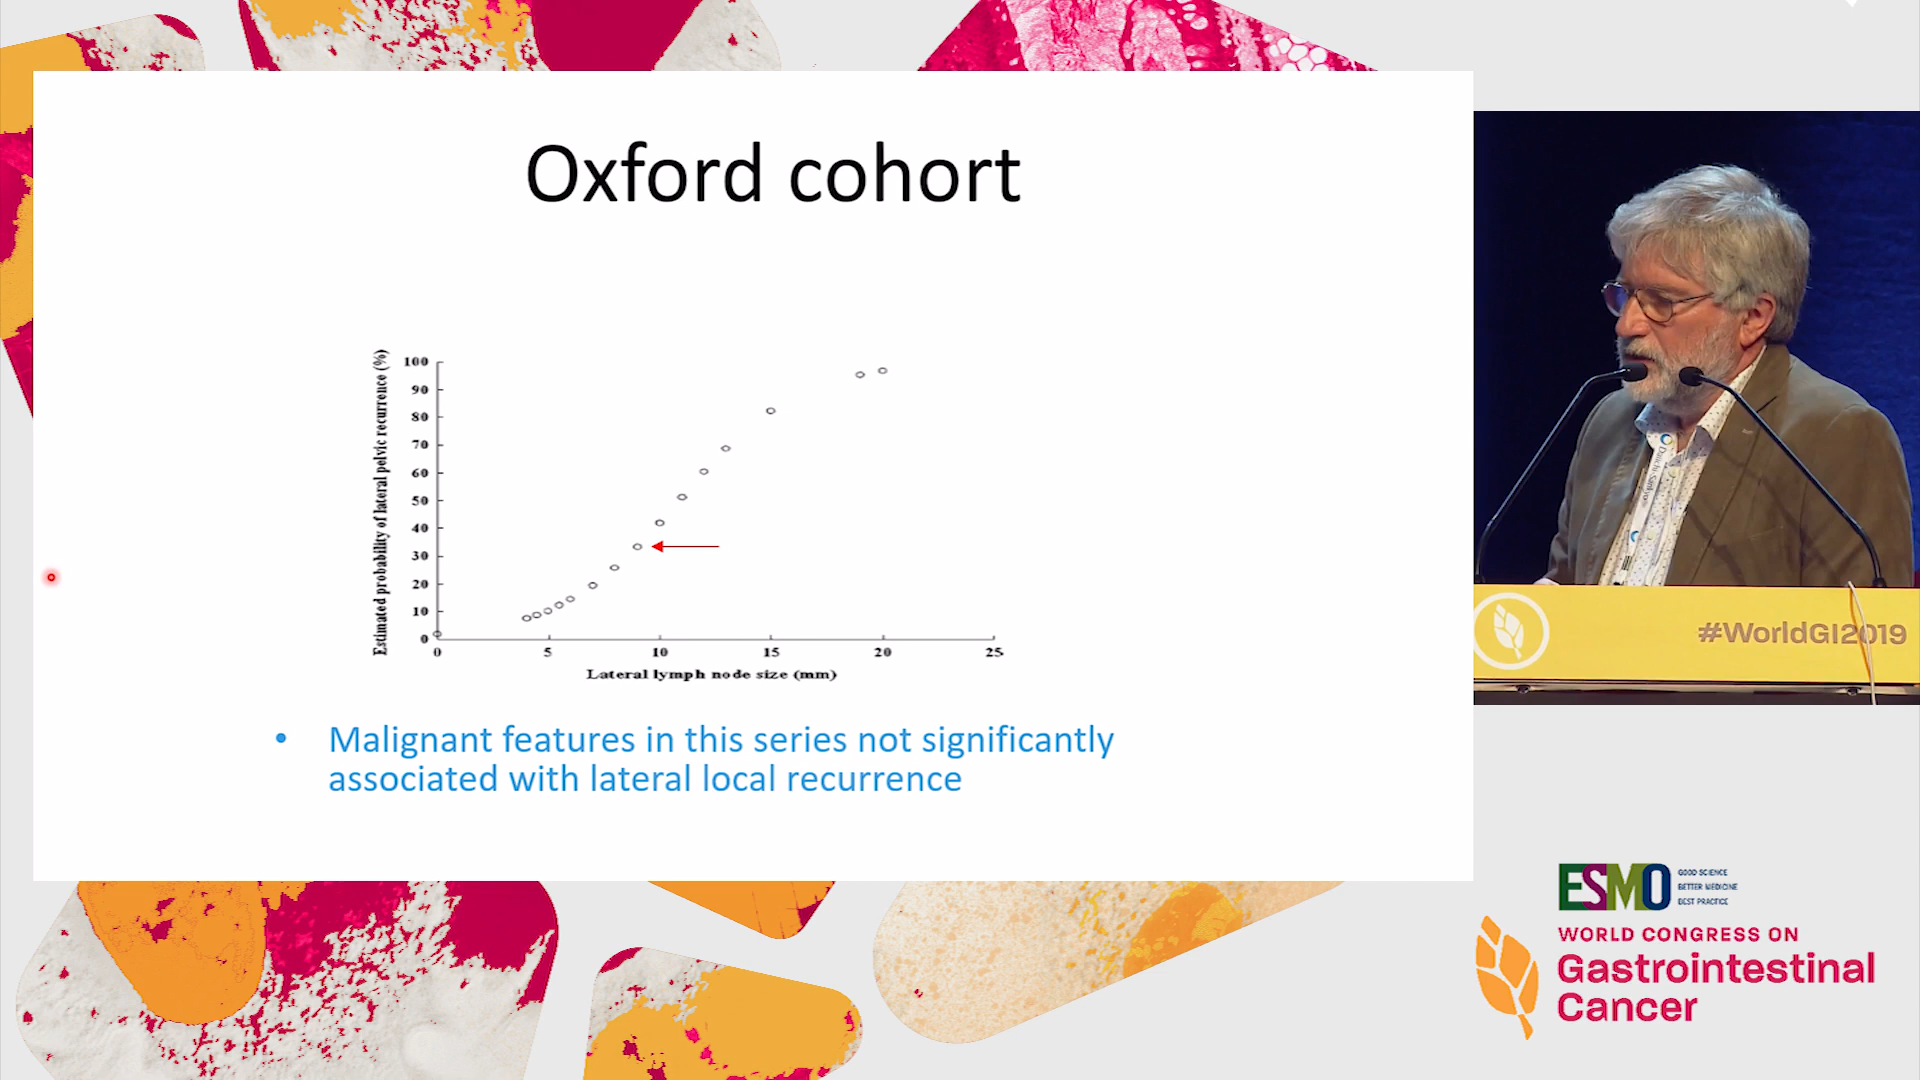 Oxford cohort
Estimated probability of lateral pelvic recurrence (%)
100
90
80
70
60
50
40
30
20
10
0
0
5
10
15
20
25
Lateral lymph node size (mm)
• Malignant features in this series not significantly
associated with lateral local recurrence
Daiichi-Sankyo
#WorldGI2019
ESMO
GOOD SCIENCE
BETTER MEDICINE
BEST PRACTICE
WORLD CONGRESS ON
Gastrointestinal
Cancer